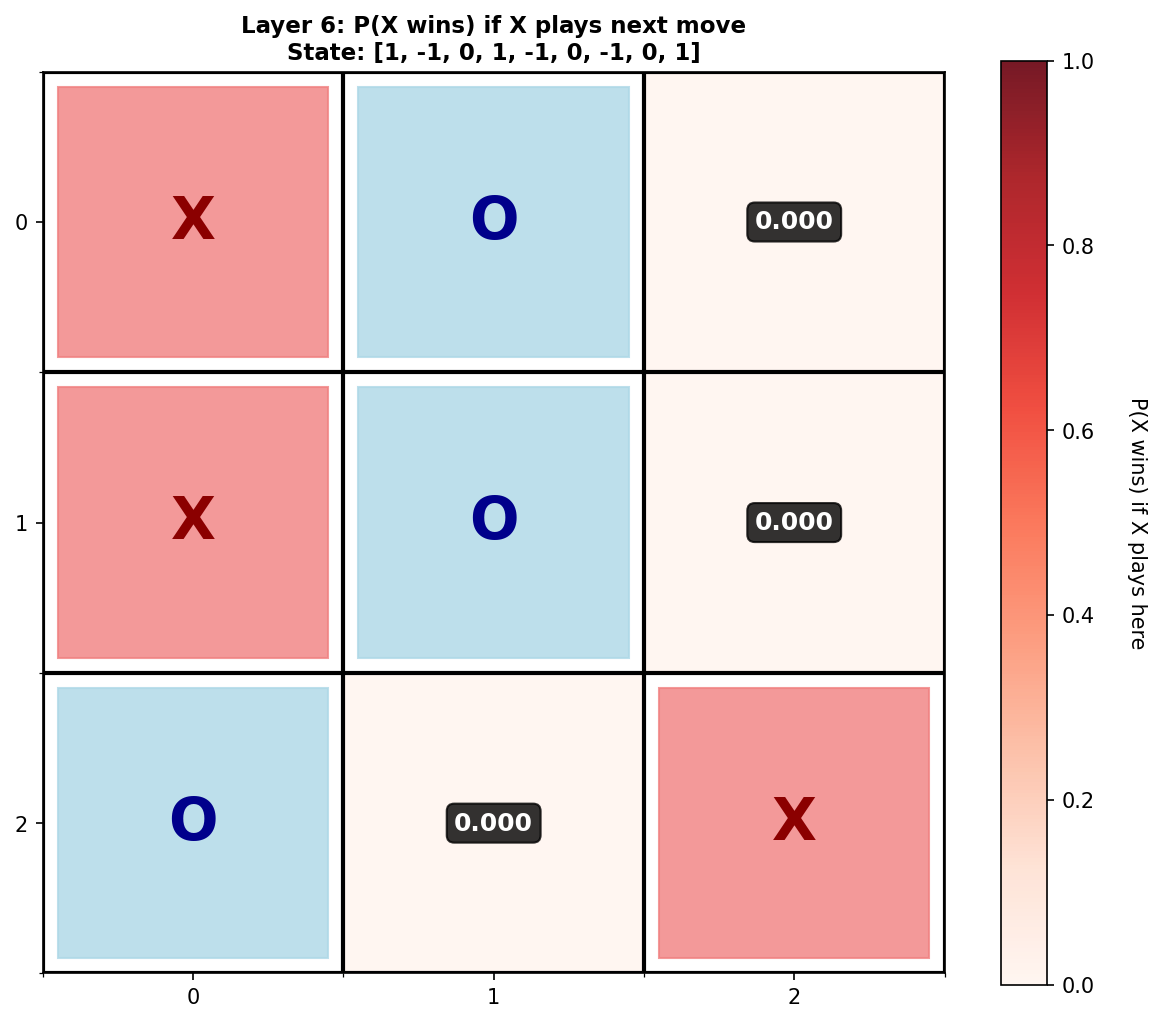 Layer 6: P(X wins) if X plays next move
State: [1, -1, 0, 1, -1, 0, -1, 0, 1]
X
O
0.000
X
O
0.000
O
0.000
X
0
1
2
0
1
2
1.0
0.8
0.6
0.4
0.2
0.0
P(X wins) if X plays here